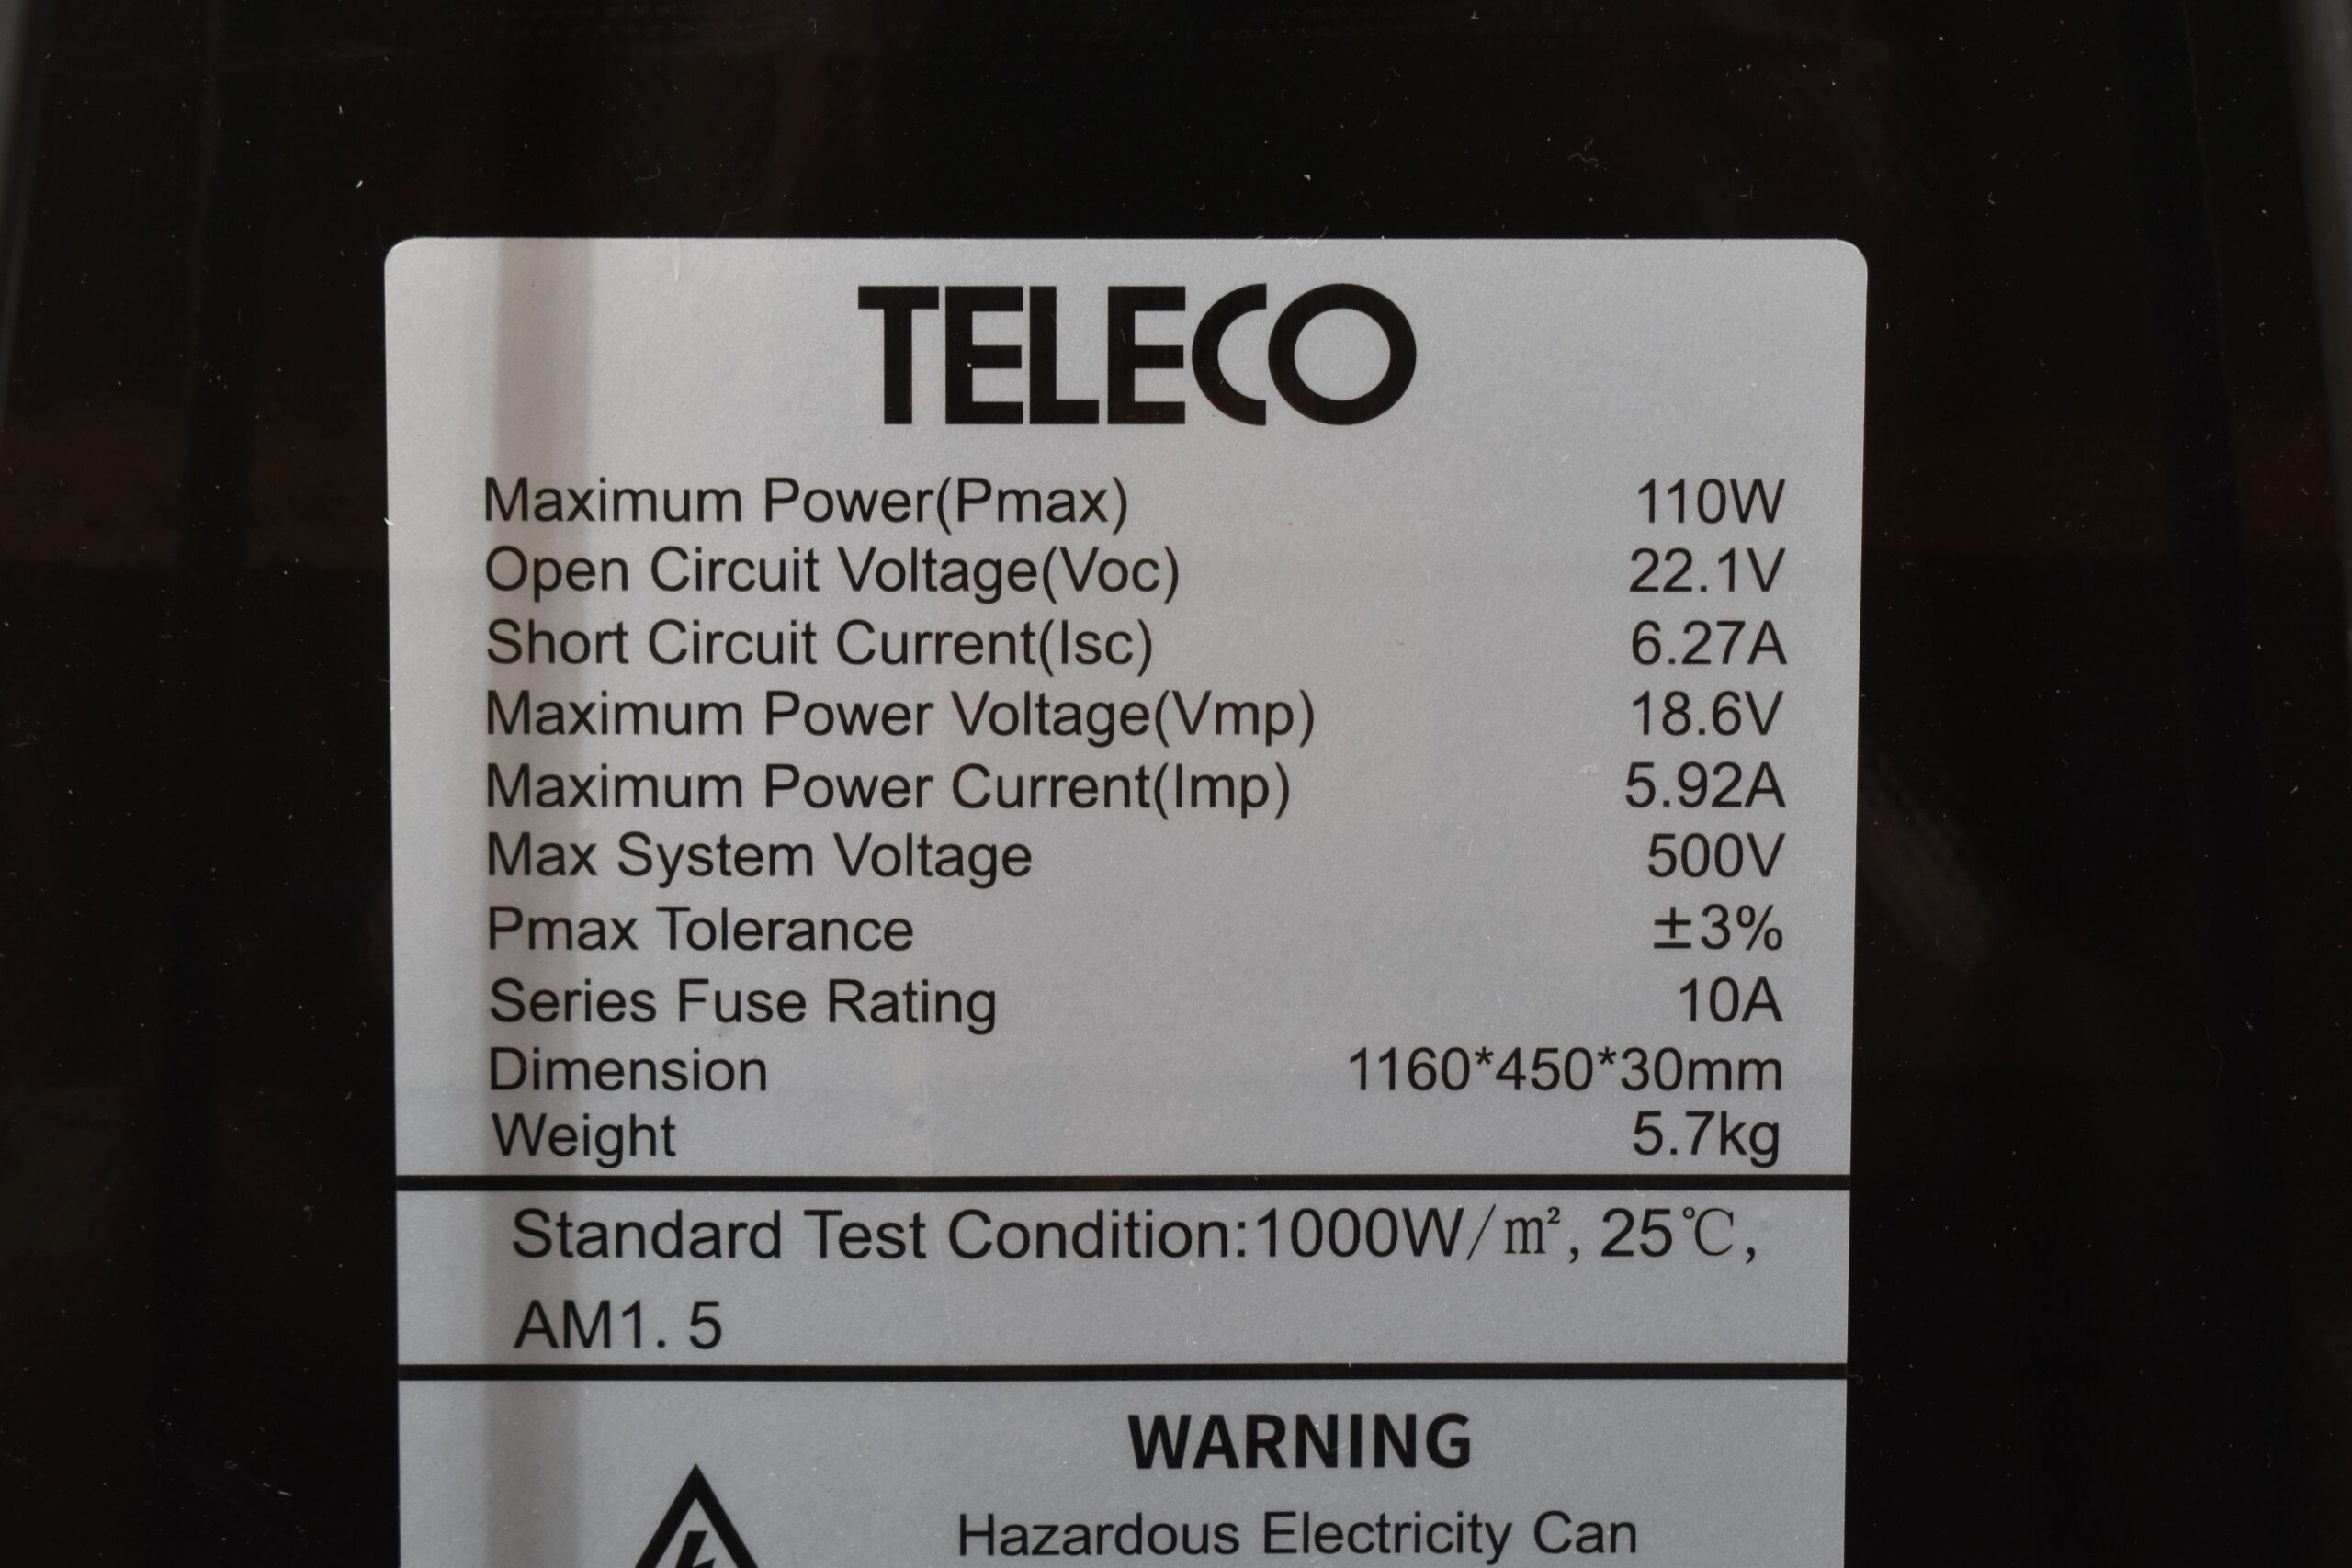 TELECO
Maximum Power(Pmax) 110W
Open Circuit Voltage(Voc) 22.1V
Short Circuit Current(Isc) 6.27A
Maximum Power Voltage(Vmp) 18.6V
Maximum Power Current(Imp) 5.92A
Max System Voltage 500V
Pmax Tolerance ±3%
Series Fuse Rating 10A
Dimension 1160*450*30mm
Weight 5.7kg
Standard Test Condition:1000W/m², 25℃,
AM1. 5
WARNING
Hazardous Electricity Can